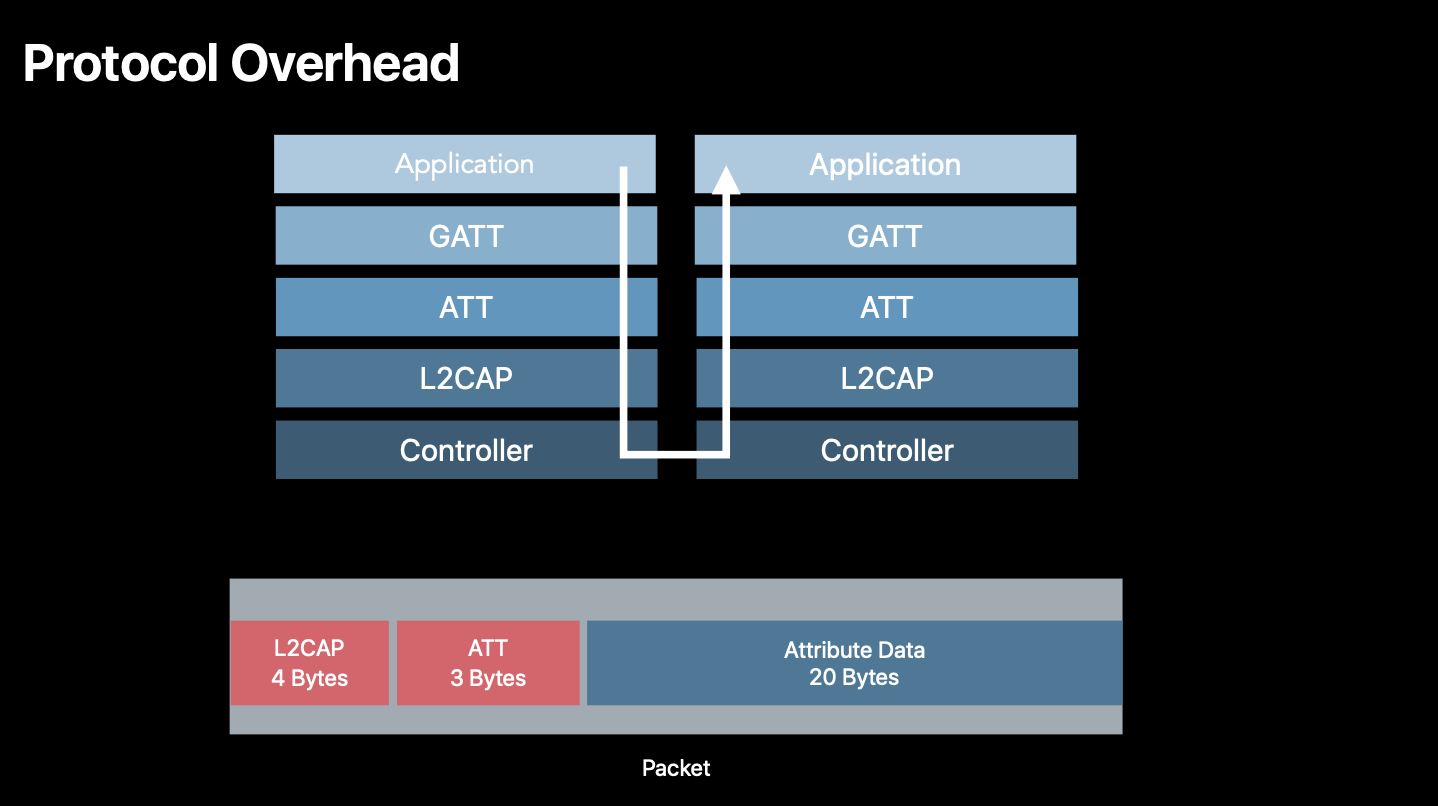 Protocol Overhead
Application
Application
GATT
GATT
ATT
ATT
L2CAP
L2CAP
Controller
Controller
L2CAP
4 Bytes
ATT
3 Bytes
Attribute Data
20 Bytes
Packet